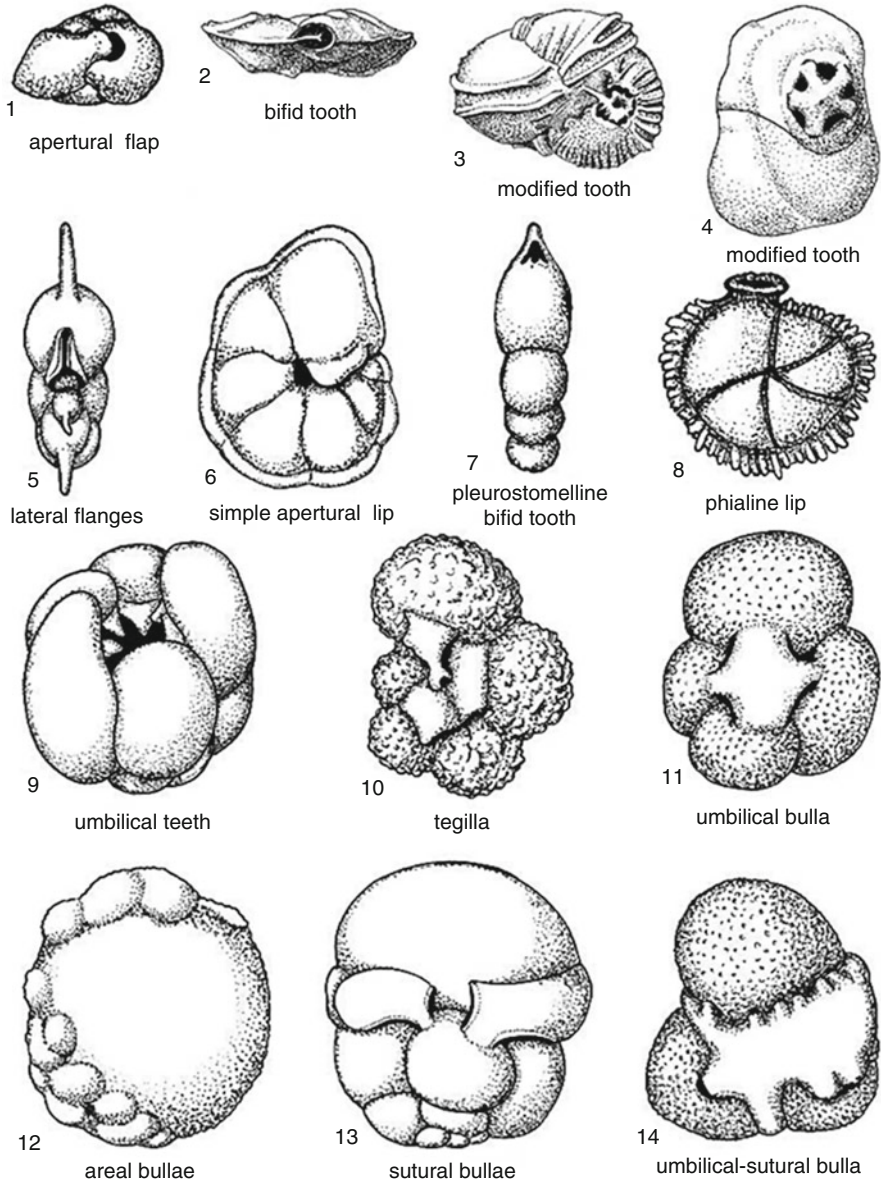 1
apertural flap
2
bifid tooth
3
modified tooth
4
modified tooth
5
lateral flanges
6
simple apertural lip
7
pleurostomelline
bifid tooth
8
phialine lip
9
umbilical teeth
10
tegilla
11
umbilical bulla
12
areal bullae
13
sutural bullae
14
umbilical-sutural bulla